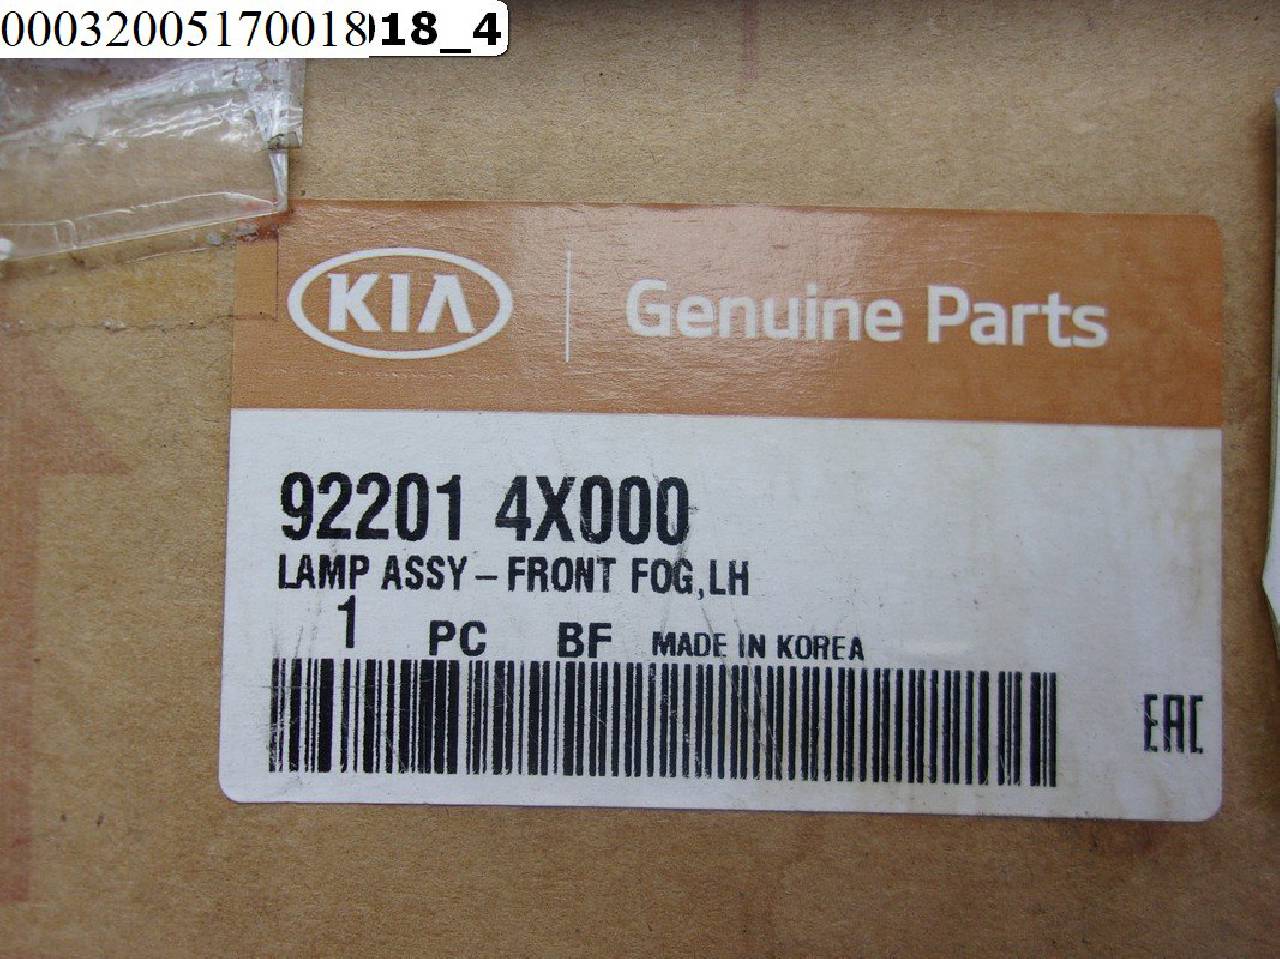 00032005170018018_4
KIA Genuine Parts
92201 4X000
LAMP ASSY – FRONT FOG,LH
1 PC BF MADE IN KOREA
EAC